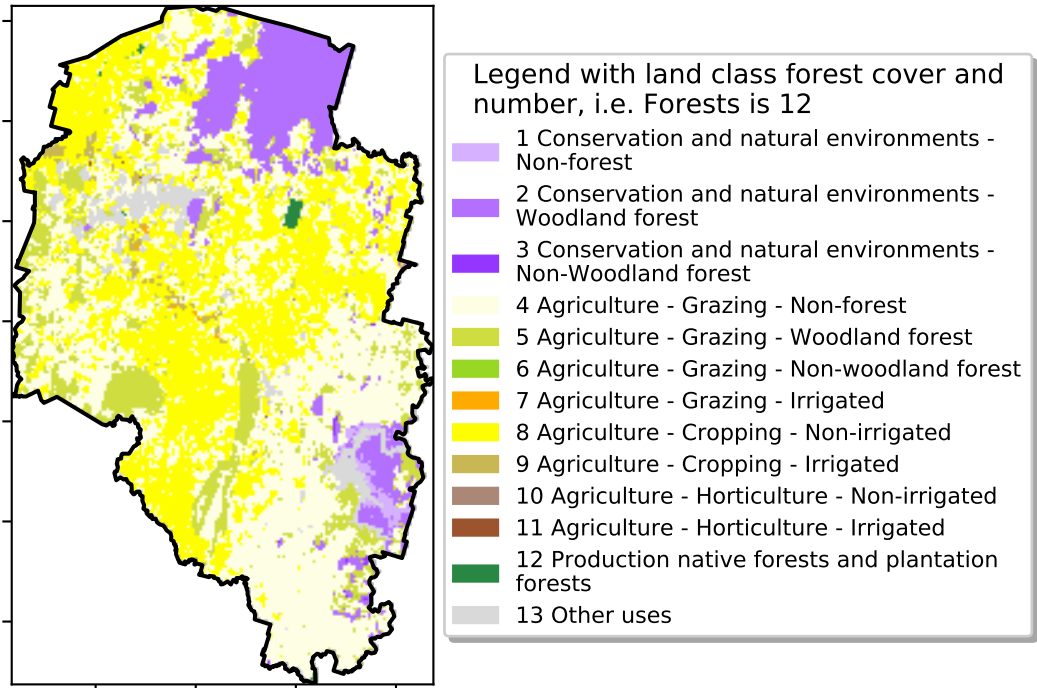 Legend with land class forest cover and
number, i.e. Forests is 12
1 Conservation and natural environments -
Non-forest
2 Conservation and natural environments -
Woodland forest
3 Conservation and natural environments -
Non-Woodland forest
4 Agriculture - Grazing - Non-forest
5 Agriculture - Grazing - Woodland forest
6 Agriculture - Grazing - Non-woodland forest
7 Agriculture - Grazing - Irrigated
8 Agriculture - Cropping - Non-irrigated
9 Agriculture - Cropping - Irrigated
10 Agriculture - Horticulture - Non-irrigated
11 Agriculture - Horticulture - Irrigated
12 Production native forests and plantation
forests
13 Other uses